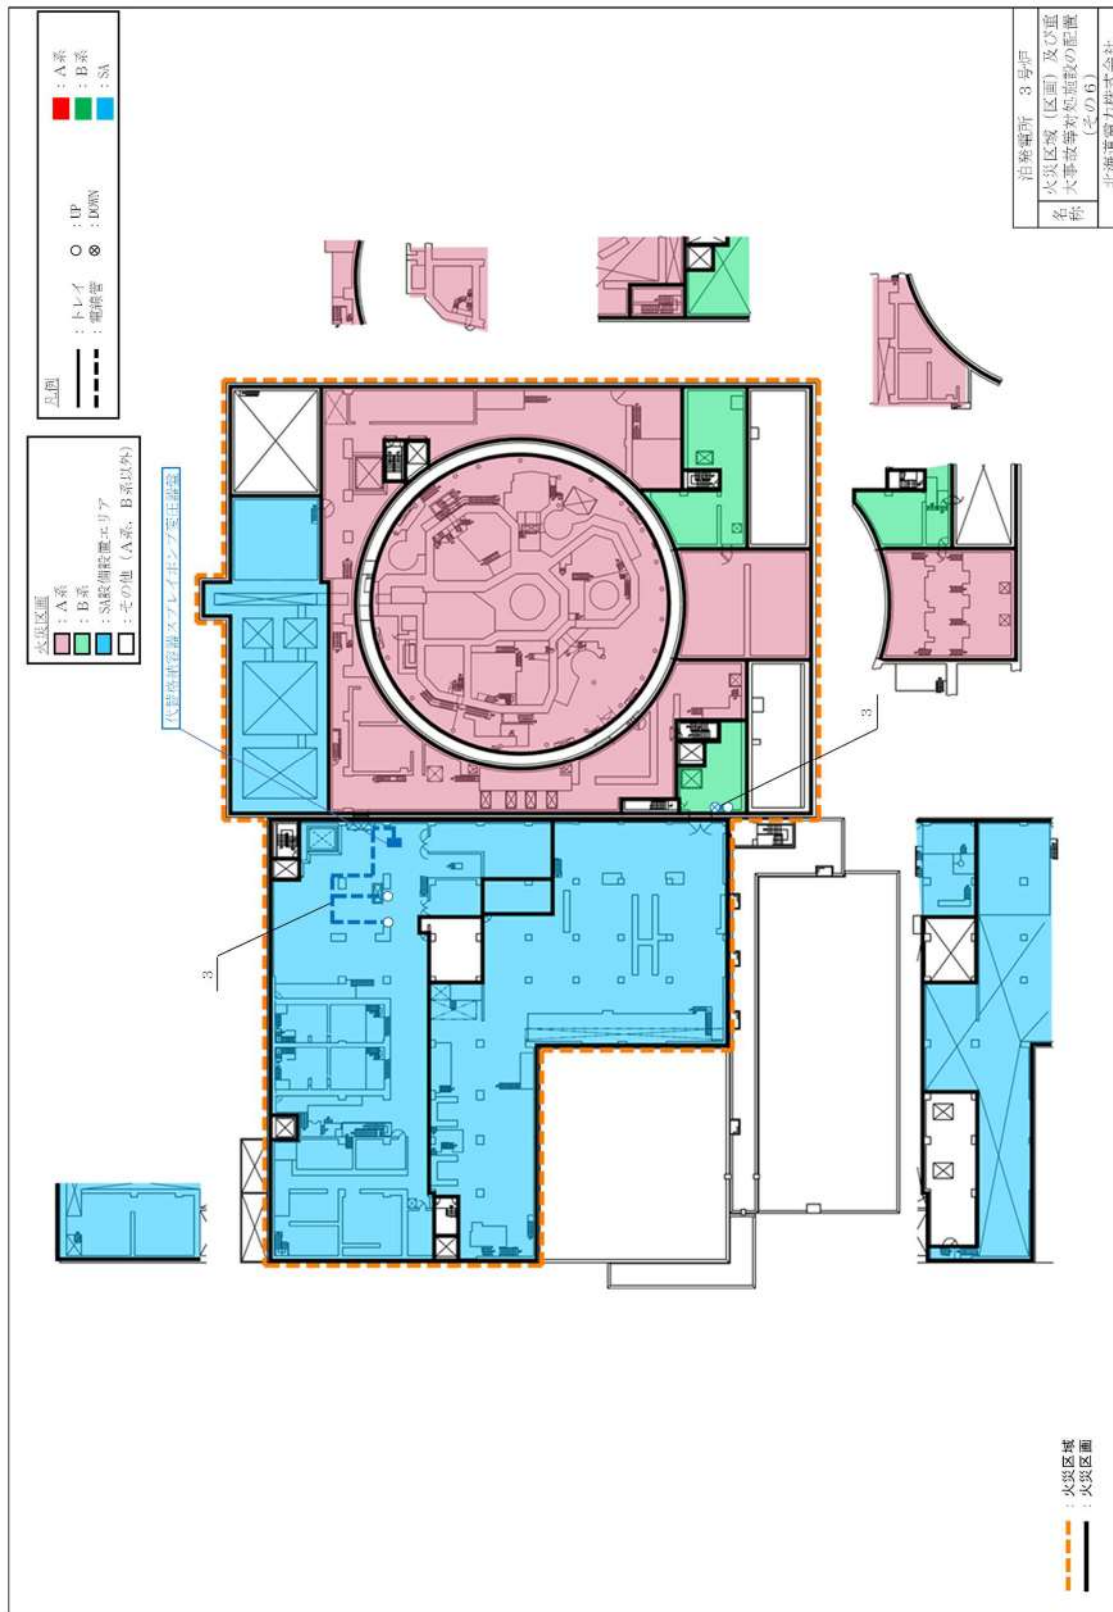 凡例
: トレイ
: 電線管
○ : UP
⊗ : DOWN
: A系
: B系
: SA
火災区画
: A系
: B系
: SA設備設置エリア
: その他（A系、B系以外）
代替格納容器スプレイポンプ変圧器盤
3
3
泊発電所 3号炉
名称
火災区域（区画）及び重
大事故等対処施設の配置
（その6）
北海道電力株式会社
: 火災区域
: 火災区画